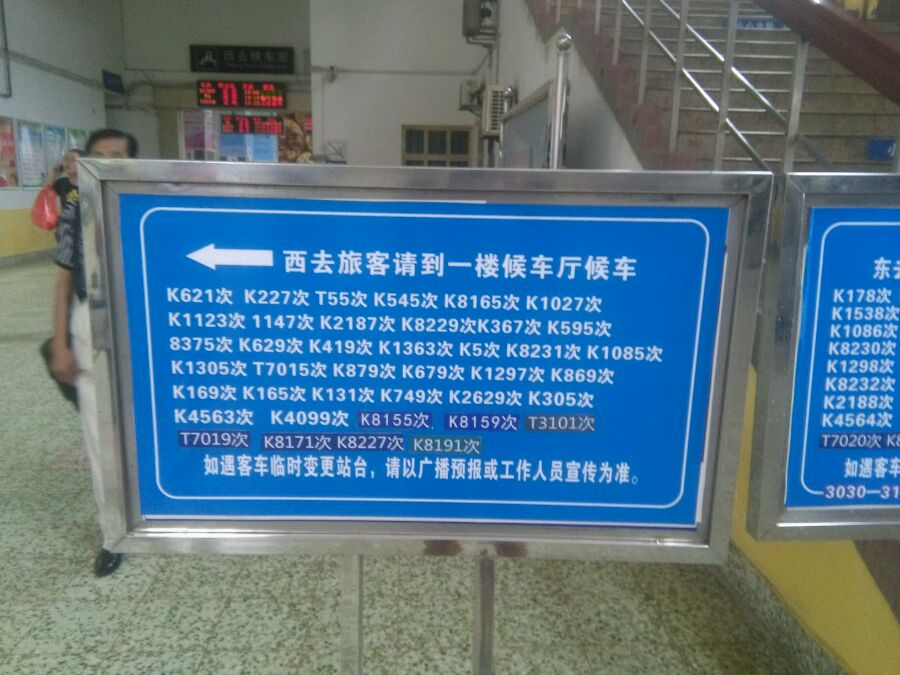 西去候车室
西去旅客请到一楼候车厅候车
K621次 K227次 T55次 K545次 K8165次 K1027次
K1123次 1147次 K2187次 K8229次K367次 K595次
8375次 K629次 K419次 K1363次 K5次 K8231次 K1085次
K1305次 T7015次 K879次 K679次 K1297次 K869次
K169次 K165次 K131次 K749次 K2629次 K305次
K4563次 K4099次 K8155次, K8159次 T3101次
T7019次 K8171次 K8227次 K8191次
如遇客车临时变更站台，请以广播预报或工作人员宣传为准。
东去
K178次
K1538次
K1086次
K8230次
K1298次
K8232次
K2188次
K4564次
T7020次 K8
如遇客车
3030—31